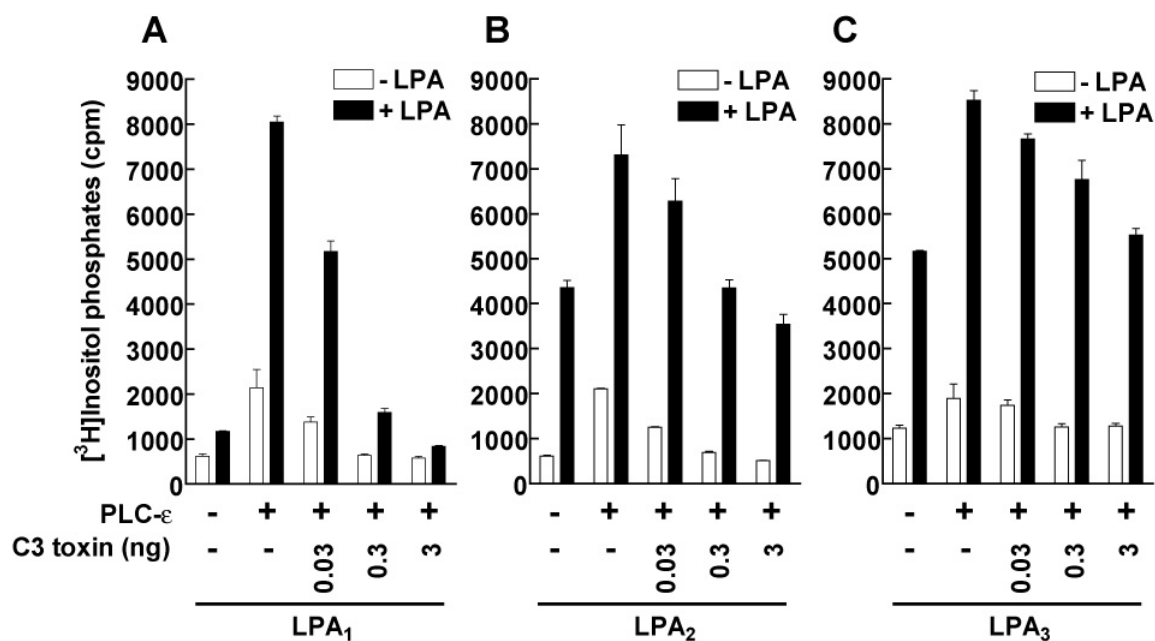 A
B
C
- LPA
+ LPA
- LPA
+ LPA
- LPA
+ LPA
[³H]Inositol phosphates (cpm)
9000
8000
7000
6000
5000
4000
3000
2000
1000
0
9000
8000
7000
6000
5000
4000
3000
2000
1000
0
9000
8000
7000
6000
5000
4000
3000
2000
1000
0
PLC-ε - + + + + - + + + + - + + + +
C3 toxin (ng) - - 0.03 0.3 3 - - 0.03 0.3 3 - - 0.03 0.3 3
LPA₁ LPA₂ LPA₃